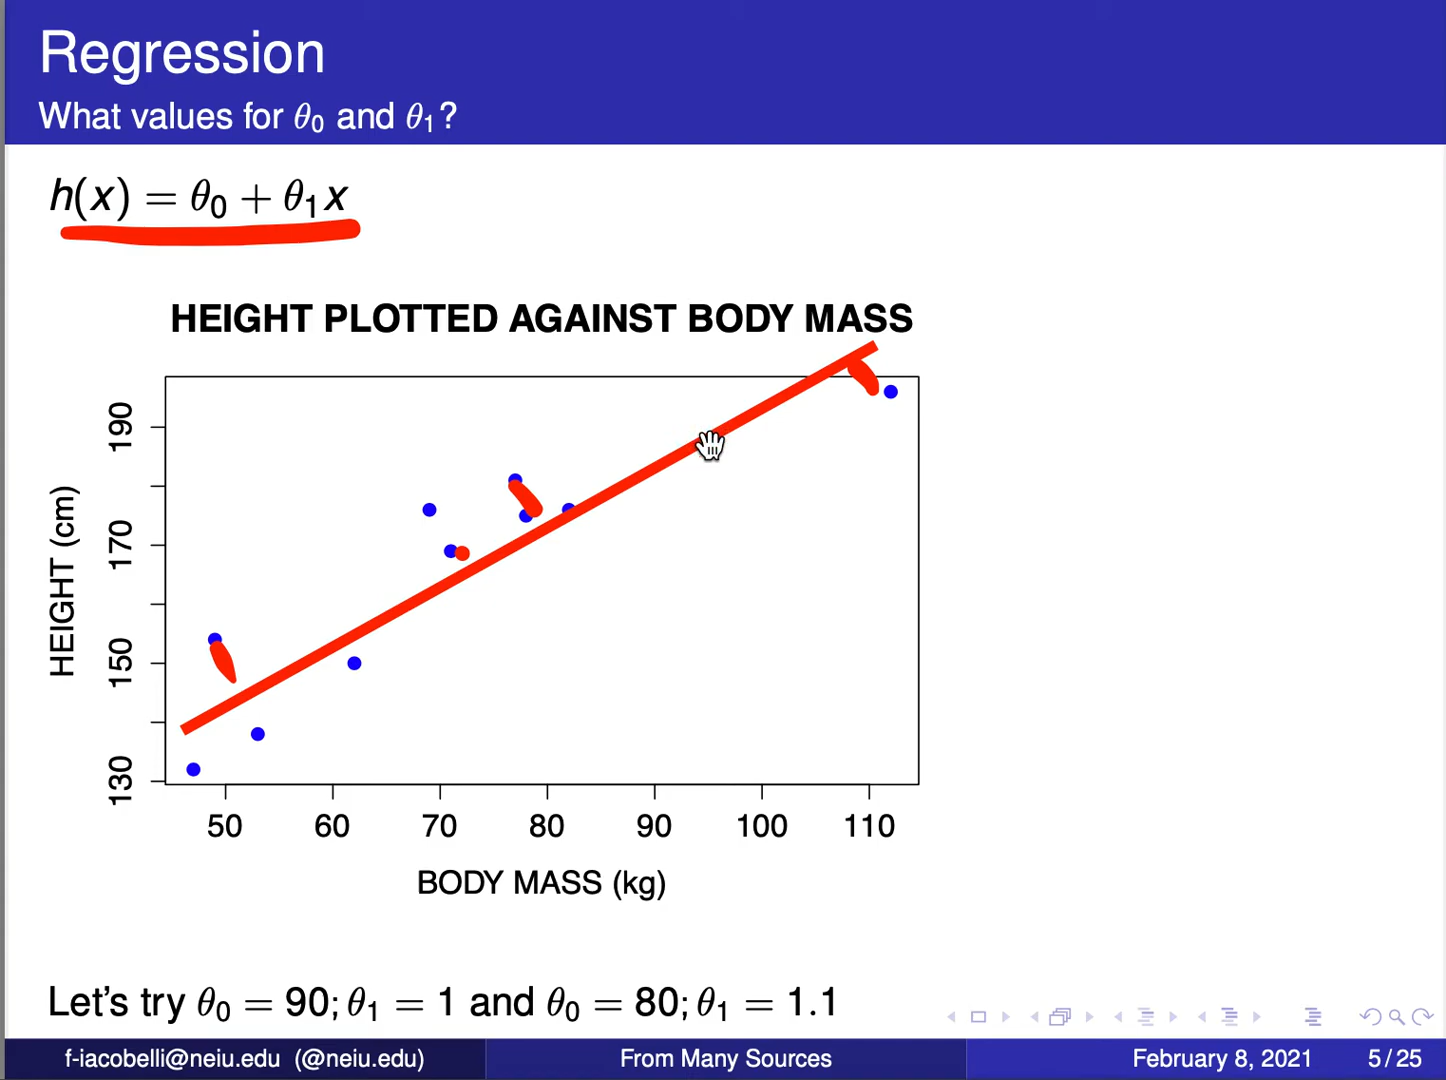 Regression
What values for θ₀ and θ₁?
h(x) = θ₀ + θ₁x
HEIGHT PLOTTED AGAINST BODY MASS
190
170
150
130
HEIGHT (cm)
50 60 70 80 90 100 110
BODY MASS (kg)
Let's try θ₀ = 90; θ₁ = 1 and θ₀ = 80; θ₁ = 1.1
f-iacobelli@neiu.edu (@neiu.edu) From Many Sources February 8, 2021 5 / 25